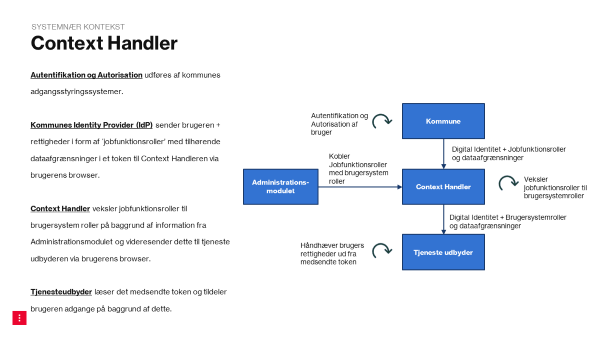 SYSTEMNÆR KONTEKST
Context Handler
Autentifikation og Autorisation udføres af kommunes
adgangsstyringssystemer.
Kommunes Identity Provider (IdP) sender brugeren +
rettigheder i form af 'jobfunktionsroller' med tilhørende
dataafgrænsninger i et token til Context Handleren via
brugerens browser.
Context Handler veksler jobfunktionsroller til
brugersystem roller på baggrund af information fra
Administrationsmodulet og videresender dette til tjeneste
udbyderen via brugerens browser.
Tjenesteudbyder læser det medsendte token og tildeler
brugeren adgange på baggrund af dette.
Autentifikation og
Autorisation af
bruger
Kommune
Digital Identitet + Jobfunktionsroller
og dataafgrænsninger
Kobler
Jobfunktionsroller
med brugersystem
roller
Administrations-
modulet
Context Handler
Veksler
jobfunktionsroller til
brugersystemroller
Digital Identitet + Brugersystemroller
og dataafgrænsninger
Håndhæver brugers
rettigheder ud fra
medsendte token
Tjeneste udbyder